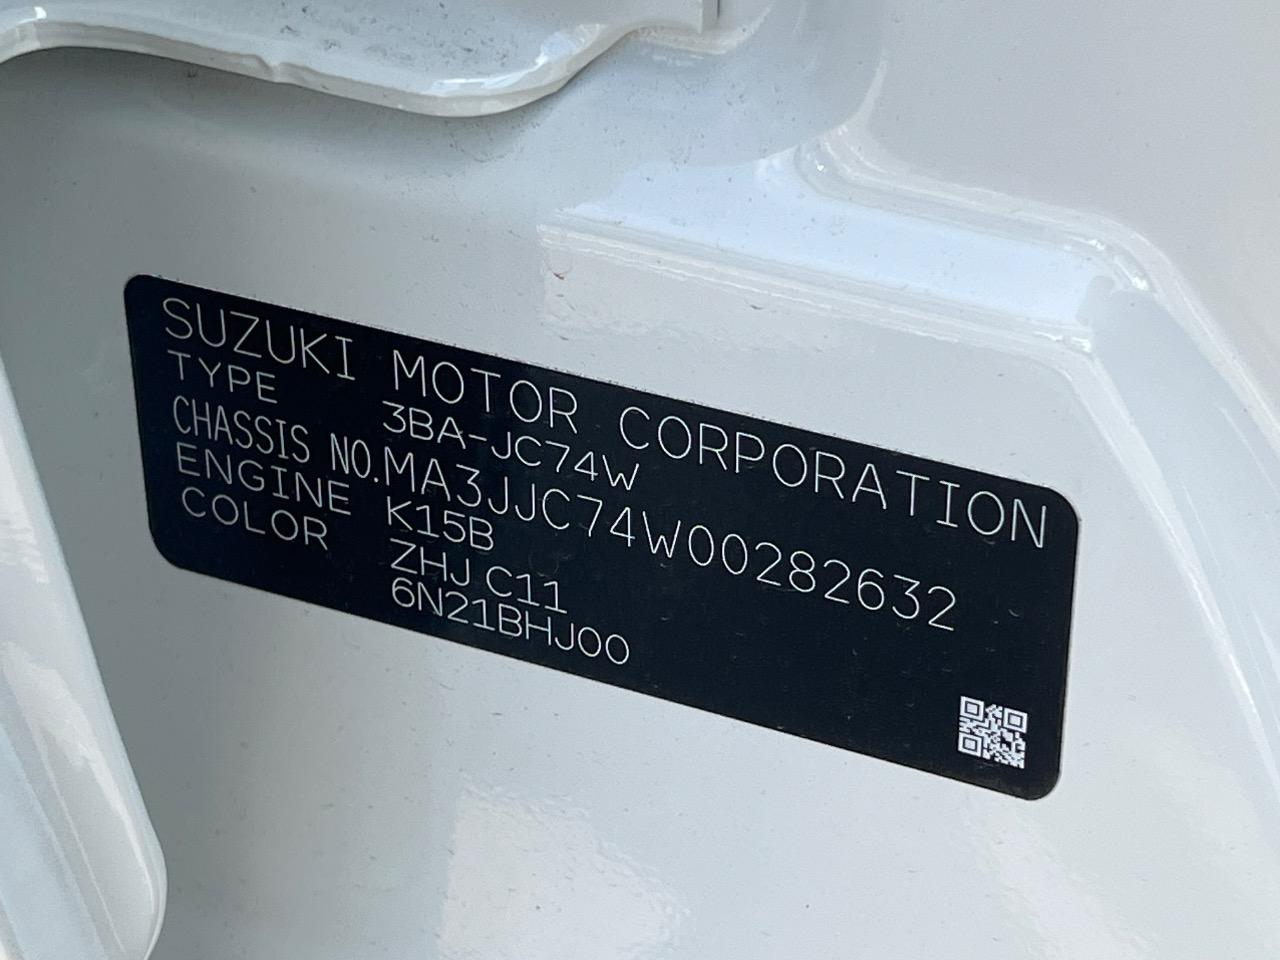 SUZUKI MOTOR CORPORATION
TYPE 3BA-JC74W
CHASSIS NO. MA3JJC74W00282632
ENGINE K15B
COLOR ZHJ C11
6N21BHJ00